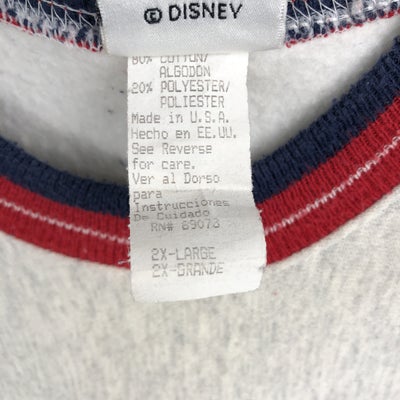 © DISNEY
80% COTTON/
ALGODON
20% POLYESTER/
POLIESTER
Made in U.S.A.
Hecho en EE.UU.
See Reverse
for care.
Ver al Dorso
para
Instrucciones
De Cuidado
RN# 89073
2X-LARGE
2X-GRANDE